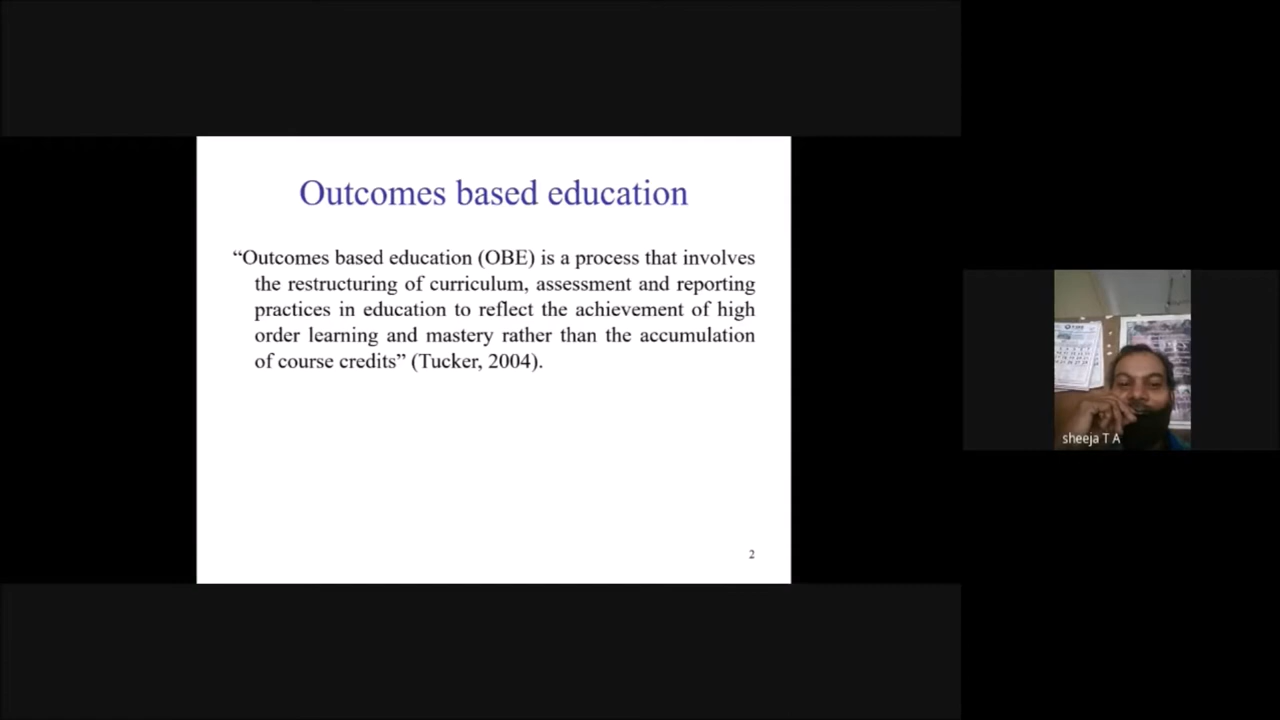 Outcomes based education
“Outcomes based education (OBE) is a process that involves
the restructuring of curriculum, assessment and reporting
practices in education to reflect the achievement of high
order learning and mastery rather than the accumulation
of course credits” (Tucker, 2004).
2
sheeja T A